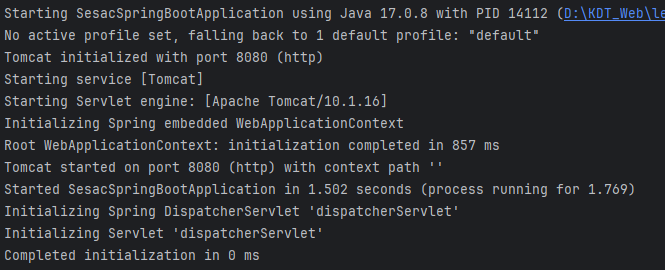 Starting SesacSpringBootApplication using Java 17.0.8 with PID 14112 (D:\KDT_Web\le
No active profile set, falling back to 1 default profile: "default"
Tomcat initialized with port 8080 (http)
Starting service [Tomcat]
Starting Servlet engine: [Apache Tomcat/10.1.16]
Initializing Spring embedded WebApplicationContext
Root WebApplicationContext: initialization completed in 857 ms
Tomcat started on port 8080 (http) with context path ''
Started SesacSpringBootApplication in 1.502 seconds (process running for 1.769)
Initializing Spring DispatcherServlet 'dispatcherServlet'
Initializing Servlet 'dispatcherServlet'
Completed initialization in 0 ms